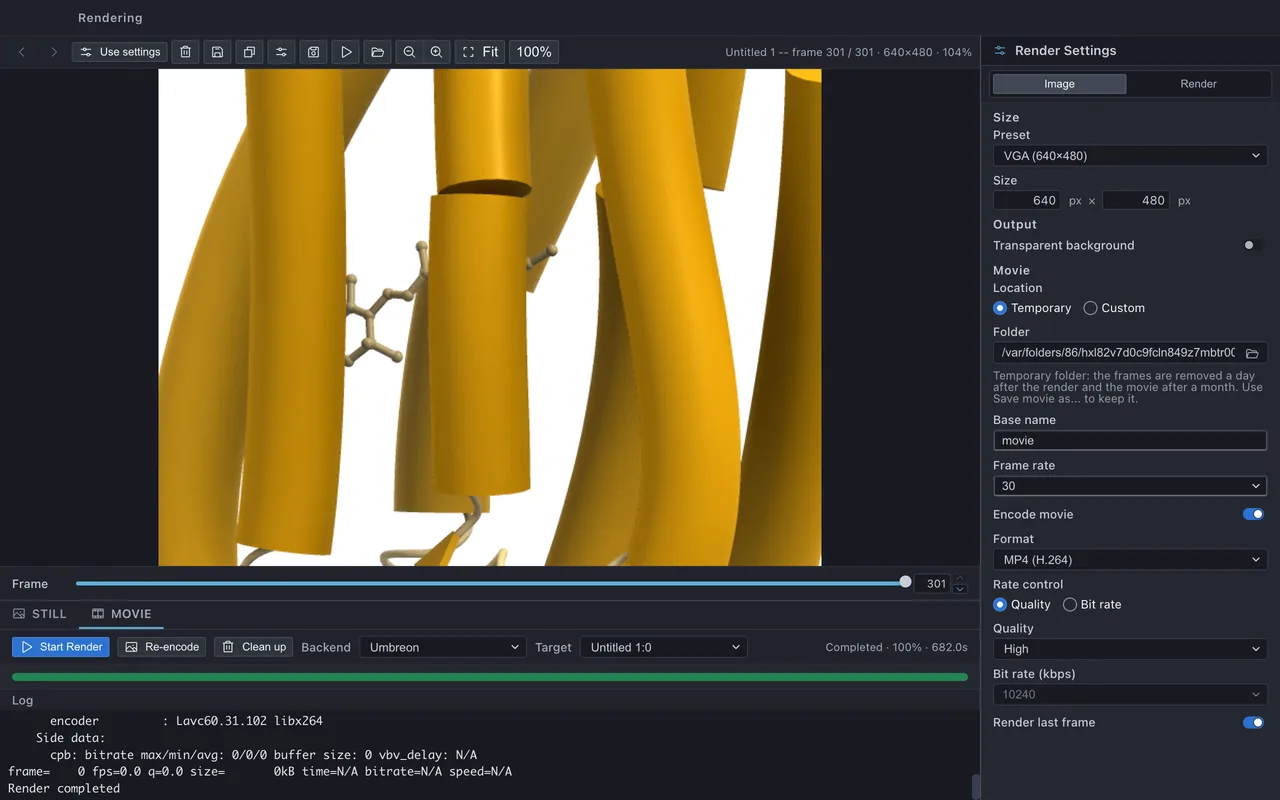 Rendering
Use settings
Fit
100%
Untitled 1 -- frame 301 / 301 · 640×480 · 104%
Render Settings
Image
Render
Size
Preset
VGA (640×480)
Size
640 px × 480 px
Output
Transparent background
Movie
Location
Temporary
Custom
Folder
/var/folders/86/hxl82v7d0c9fcln849z7mbtr0
Temporary folder: the frames are removed a day
after the render and the movie after a month. Use
Save movie as... to keep it.
Base name
movie
Frame rate
30
Encode movie
Format
MP4 (H.264)
Rate control
Quality
Bit rate
Quality
High
Bit rate (kbps)
10240
Render last frame
Frame
301
STILL
MOVIE
Start Render
Re-encode
Clean up
Backend
Umbreon
Target
Untitled 1:0
Completed · 100% · 682.0s
Log
encoder : Lavc60.31.102 libx264
Side data:
cpb: bitrate max/min/avg: 0/0/0 buffer size: 0 vbv_delay: N/A
frame= 0 fps=0.0 q=0.0 size= 0kB time=N/A bitrate=N/A speed=N/A
Render completed